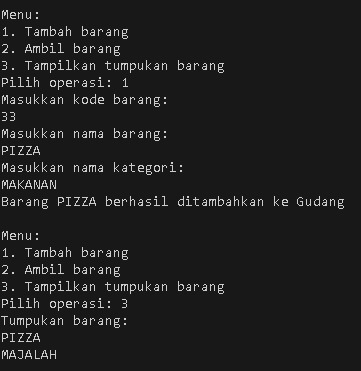 Menu:
1. Tambah barang
2. Ambil barang
3. Tampilkan tumpukan barang
Pilih operasi: 1
Masukkan kode barang:
33
Masukkan nama barang:
PIZZA
Masukkan nama kategori:
MAKANAN
Barang PIZZA berhasil ditambahkan ke Gudang

Menu:
1. Tambah barang
2. Ambil barang
3. Tampilkan tumpukan barang
Pilih operasi: 3
Tumpukan barang:
PIZZA
MAJALAH